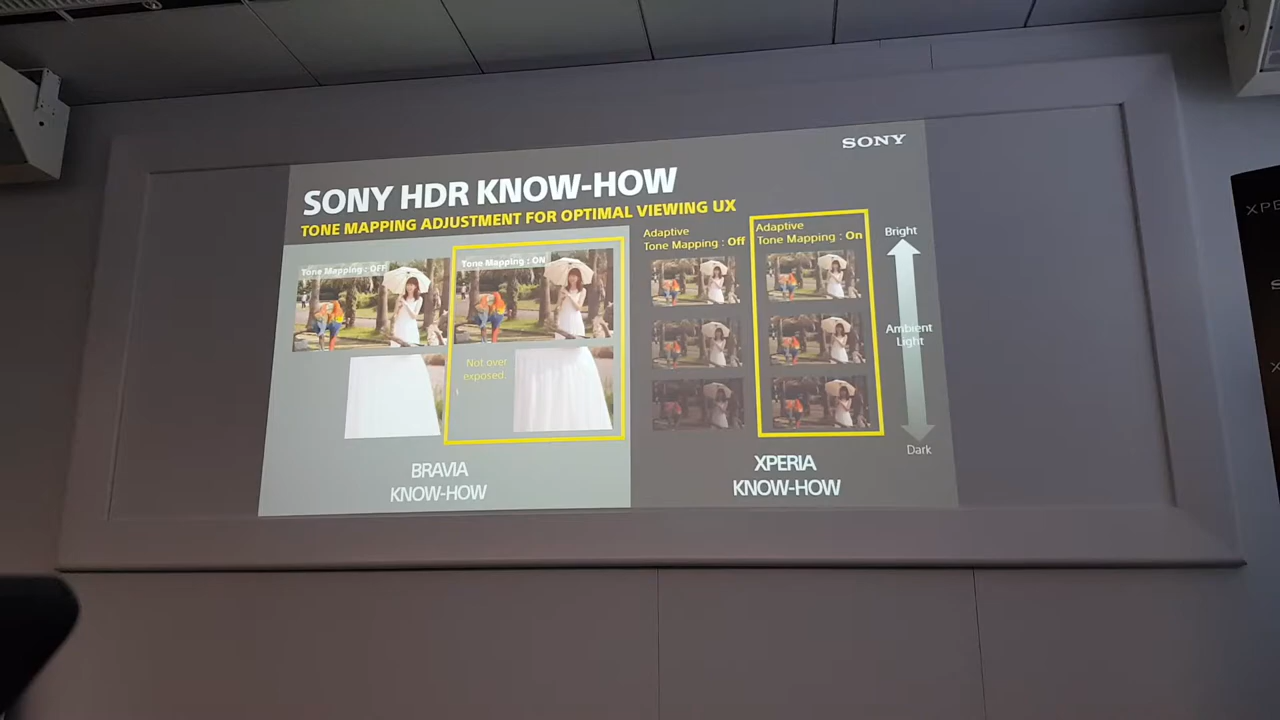 SONY
SONY HDR KNOW-HOW
TONE MAPPING ADJUSTMENT FOR OPTIMAL VIEWING UX
Tone Mapping : OFF
Tone Mapping : ON
Not over
exposed.
BRAVIA
KNOW-HOW
Adaptive
Tone Mapping : Off
Adaptive
Tone Mapping : On
Bright
Ambient
Light
Dark
XPERIA
KNOW-HOW